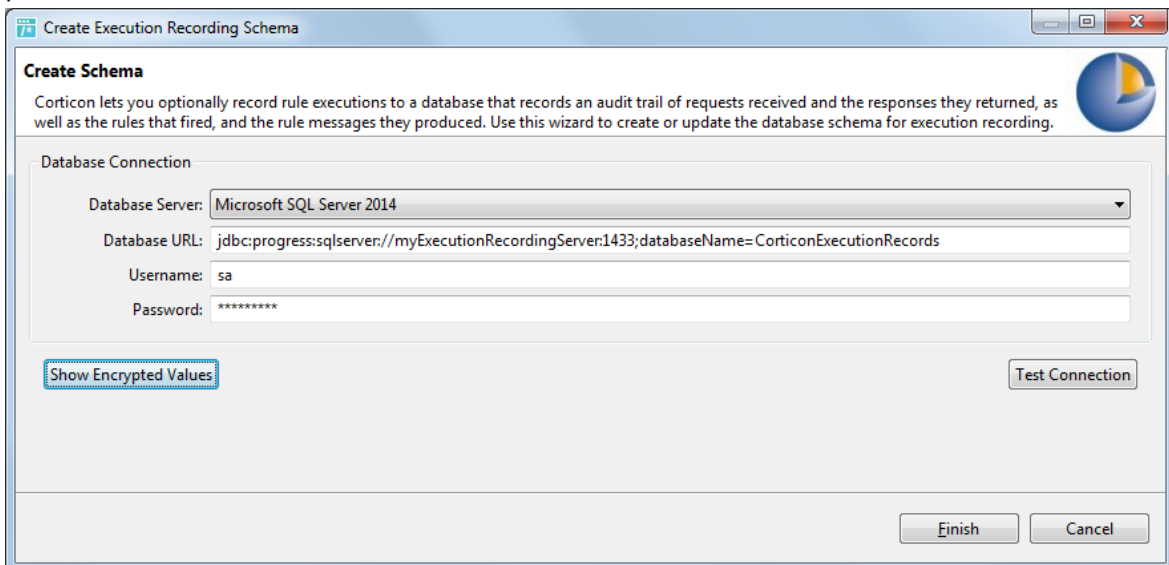 Create Execution Recording Schema
Create Schema
Corticon lets you optionally record rule executions to a database that records an audit trail of requests received and the responses they returned, as
well as the rules that fired, and the rule messages they produced. Use this wizard to create or update the database schema for execution recording.
Database Connection
Database Server: Microsoft SQL Server 2014
Database URL: jdbc:progress:sqlserver://myExecutionRecordingServer:1433;databaseName=CorticonExecutionRecords
Username: sa
Password: *********
Show Encrypted Values Test Connection
Finish Cancel